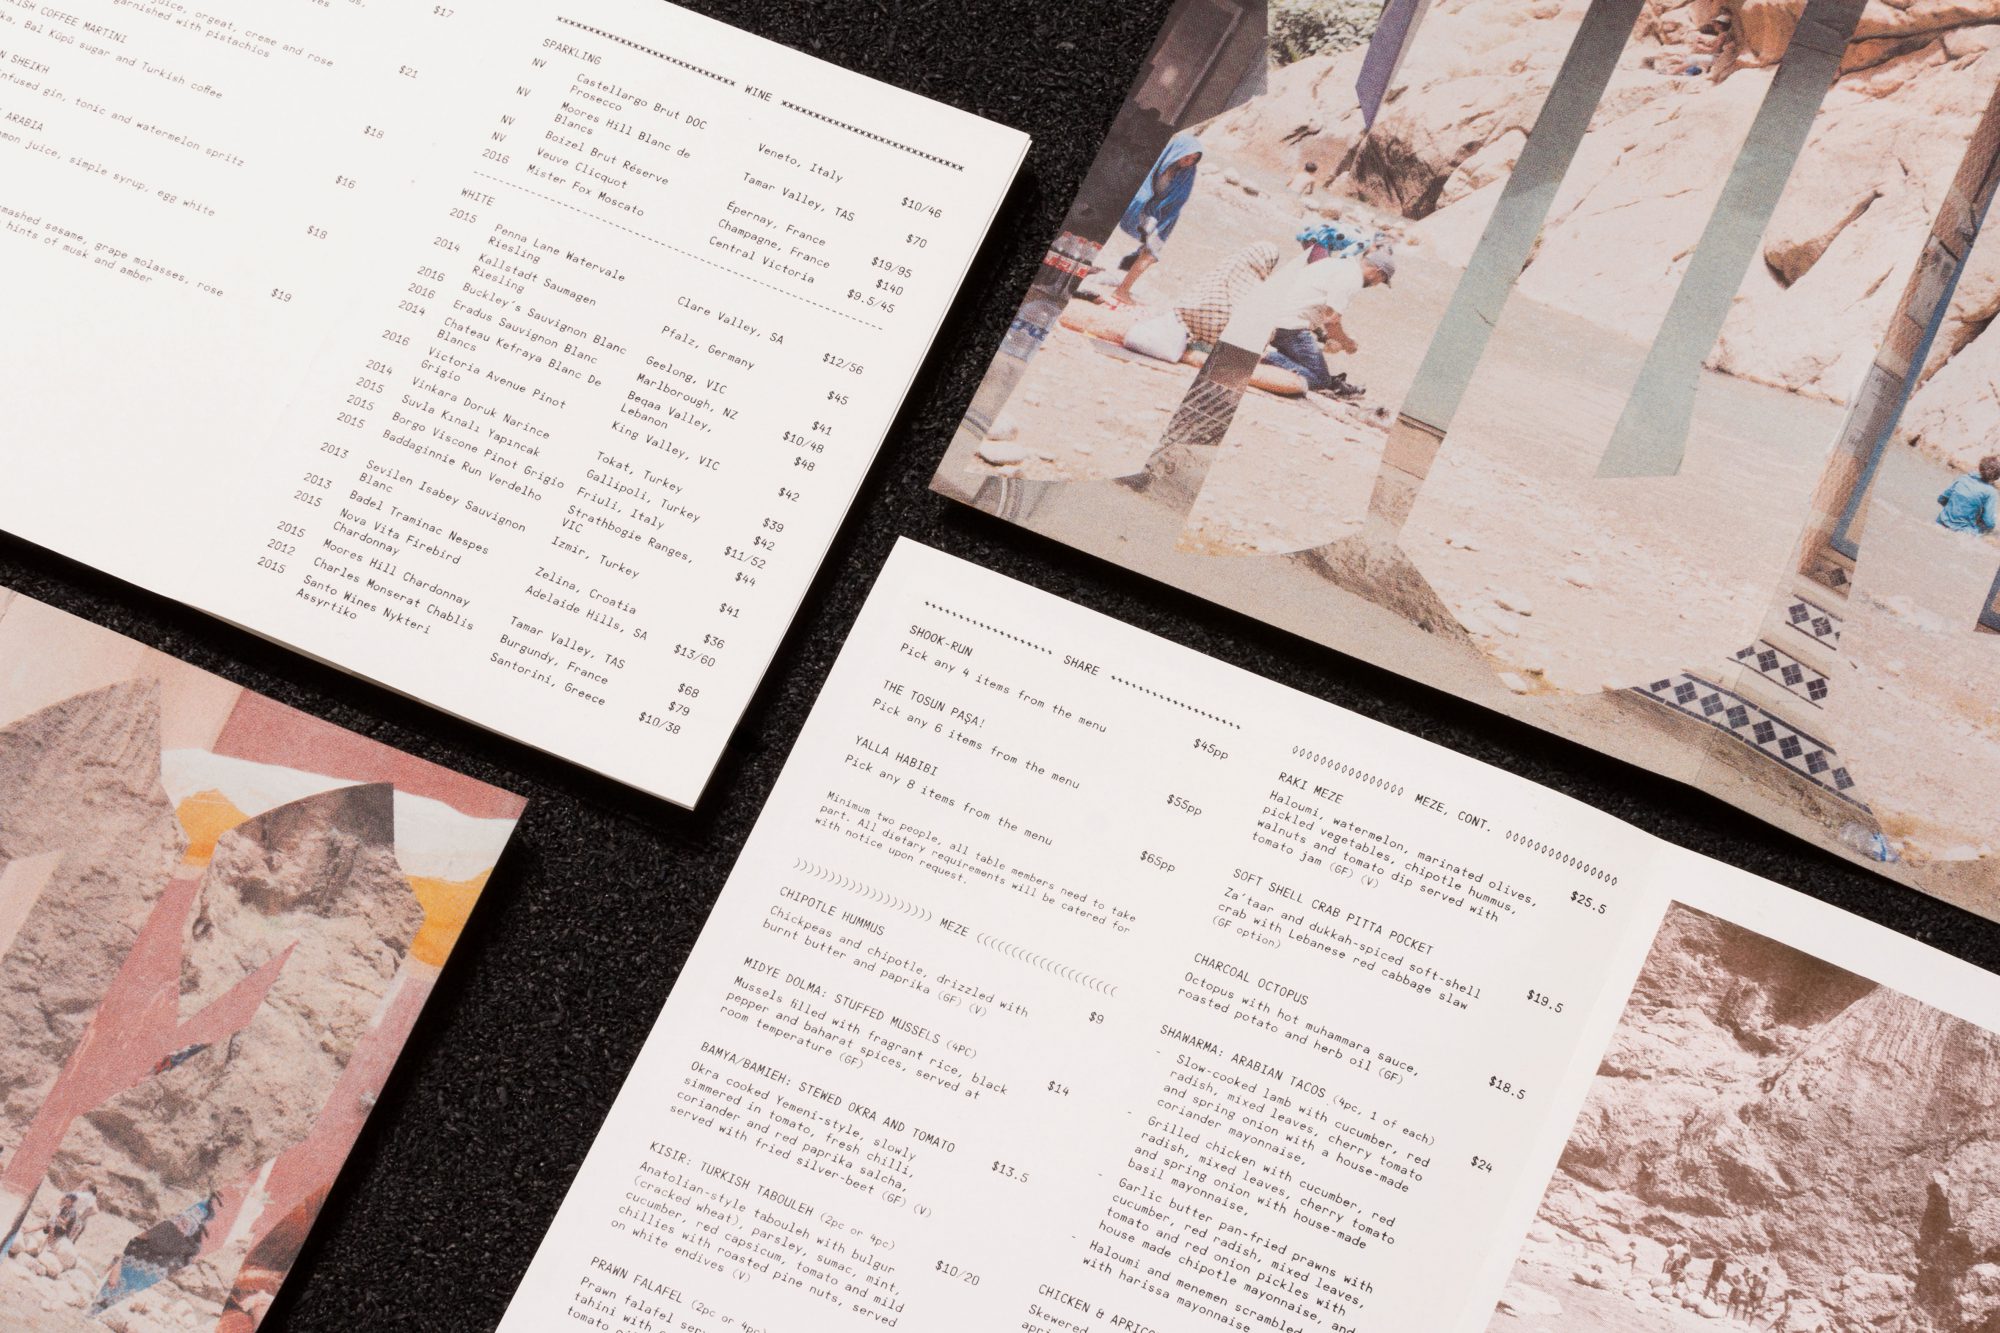 juice, orgeat, creme and rose
garnished with pistachios
$17
COFFEE MARTINI
Bal Küpü sugar and Turkish coffee
$21
SHEIKH
gin, tonic and watermelon spritz
$18
ARABIA
juice, simple syrup, egg white
$16
$18
sesame, grape molasses, rose
hints of musk and amber
$19
WINE
SPARKLING
NV Castellargo Brut DOC Veneto, Italy $10/46
Prosecco
NV Moores Hill Blanc de Tamar Valley, TAS $70
Blancs
NV Boizel Brut Réserve Épernay, France $19/95
NV Veuve Clicquot Champagne, France $140
2016 Mister Fox Moscato Central Victoria $9.5/45
WHITE
2015 Penna Lane Watervale Clare Valley, SA $12/56
Riesling
2014 Kallstadt Saumagen Pfalz, Germany $45
Riesling
2016 Buckley's Sauvignon Blanc Geelong, VIC $41
2016 Eradus Sauvignon Blanc Marlborough, NZ $10/48
2014 Chateau Kefraya Blanc De Beqaa Valley, $48
Blancs Lebanon
2016 Victoria Avenue Pinot King Valley, VIC $42
Grigio
2014 Vinkara Doruk Narince Tokat, Turkey $39
2015 Suvla Kınalı Yapıncak Gallipoli, Turkey $42
2015 Borgo Viscone Pinot Grigio Friuli, Italy $11/52
2015 Baddaginnie Run Verdelho Strathbogie Ranges, $44
VIC
2013 Sevilen Isabey Sauvignon Izmir, Turkey $41
Blanc
2013 Badel Traminac Nespes Zelina, Croatia $36
2015 Nova Vita Firebird Adelaide Hills, SA $13/60
Chardonnay
2015 Moores Hill Chardonnay Tamar Valley, TAS $68
2012 Charles Monserat Chablis Burgundy, France $79
2015 Santo Wines Nykteri Santorini, Greece $10/38
Assyrtiko
SHARE
SHOOK-RUN
Pick any 4 items from the menu $45pp
THE TOSUN PAŞA!
Pick any 6 items from the menu $55pp
YALLA HABIBI
Pick any 8 items from the menu $65pp
Minimum two people, all table members need to take
part. All dietary requirements will be catered for
with notice upon request.
)))))))))))))))))))) MEZE ((((((((((((((((((((
CHIPOTLE HUMMUS
Chickpeas and chipotle, drizzled with $9
burnt butter and paprika (GF) (V)
MIDYE DOLMA: STUFFED MUSSELS (4PC)
Mussels filled with fragrant rice, black $14
pepper and baharat spices, served at
room temperature (GF)
BAMYA/BAMIEH: STEWED OKRA AND TOMATO
Okra cooked Yemeni-style, slowly $13.5
simmered in tomato, fresh chilli,
coriander and red paprika salcha,
served with fried silver-beet (GF) (V)
KISIR: TURKISH TABOULEH (2pc or 4pc)
Anatolian-style tabouleh with bulgur $10/20
(cracked wheat), parsley, sumac, mint,
cucumber, red capsicum, tomato and mild
chillies with roasted pine nuts, served
on white endives (V)
PRAWN FALAFEL (2pc or 4pc)
Prawn falafel
tahini with
tomato
MEZE, CONT.
RAKI MEZE
Haloumi, watermelon, marinated olives, $25.5
pickled vegetables, chipotle hummus,
walnuts and tomato dip served with
tomato jam (GF) (V)
SOFT SHELL CRAB PITTA POCKET
Za'taar and dukkah-spiced soft-shell $19.5
crab with Lebanese red cabbage slaw
(GF option)
CHARCOAL OCTOPUS
Octopus with hot muhammara sauce, $18.5
roasted potato and herb oil (GF)
SHAWARMA: ARABIAN TACOS (4pc, 1 of each) $24
- Slow-cooked lamb with cucumber, red
radish, mixed leaves, cherry tomato
and spring onion with a house-made
coriander mayonnaise,
- Grilled chicken with cucumber, red
radish, mixed leaves, cherry tomato
and spring onion with house-made
basil mayonnaise,
- Garlic butter pan-fried prawns with
cucumber, red radish, mixed leaves,
tomato and red onion pickles with
house made chipotle mayonnaise, and
- Haloumi and menemen scrambled
with harissa mayonnaise
CHICKEN &
Skewered